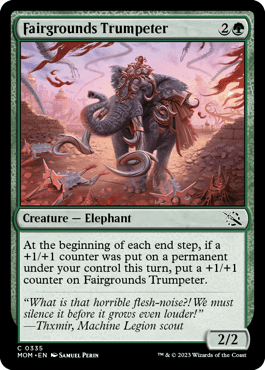 Fairgrounds Trumpeter 2
Creature — Elephant
At the beginning of each end step, if a
+1/+1 counter was put on a permanent
under your control this turn, put a +1/+1
counter on Fairgrounds Trumpeter.
“What is that horrible flesh-noise?! We must
silence it before it grows even louder!”
—Thxmir, Machine Legion scout
2/2
C 0335
MOM • EN SAMUEL PERIN
™ & © 2023 Wizards of the Coast